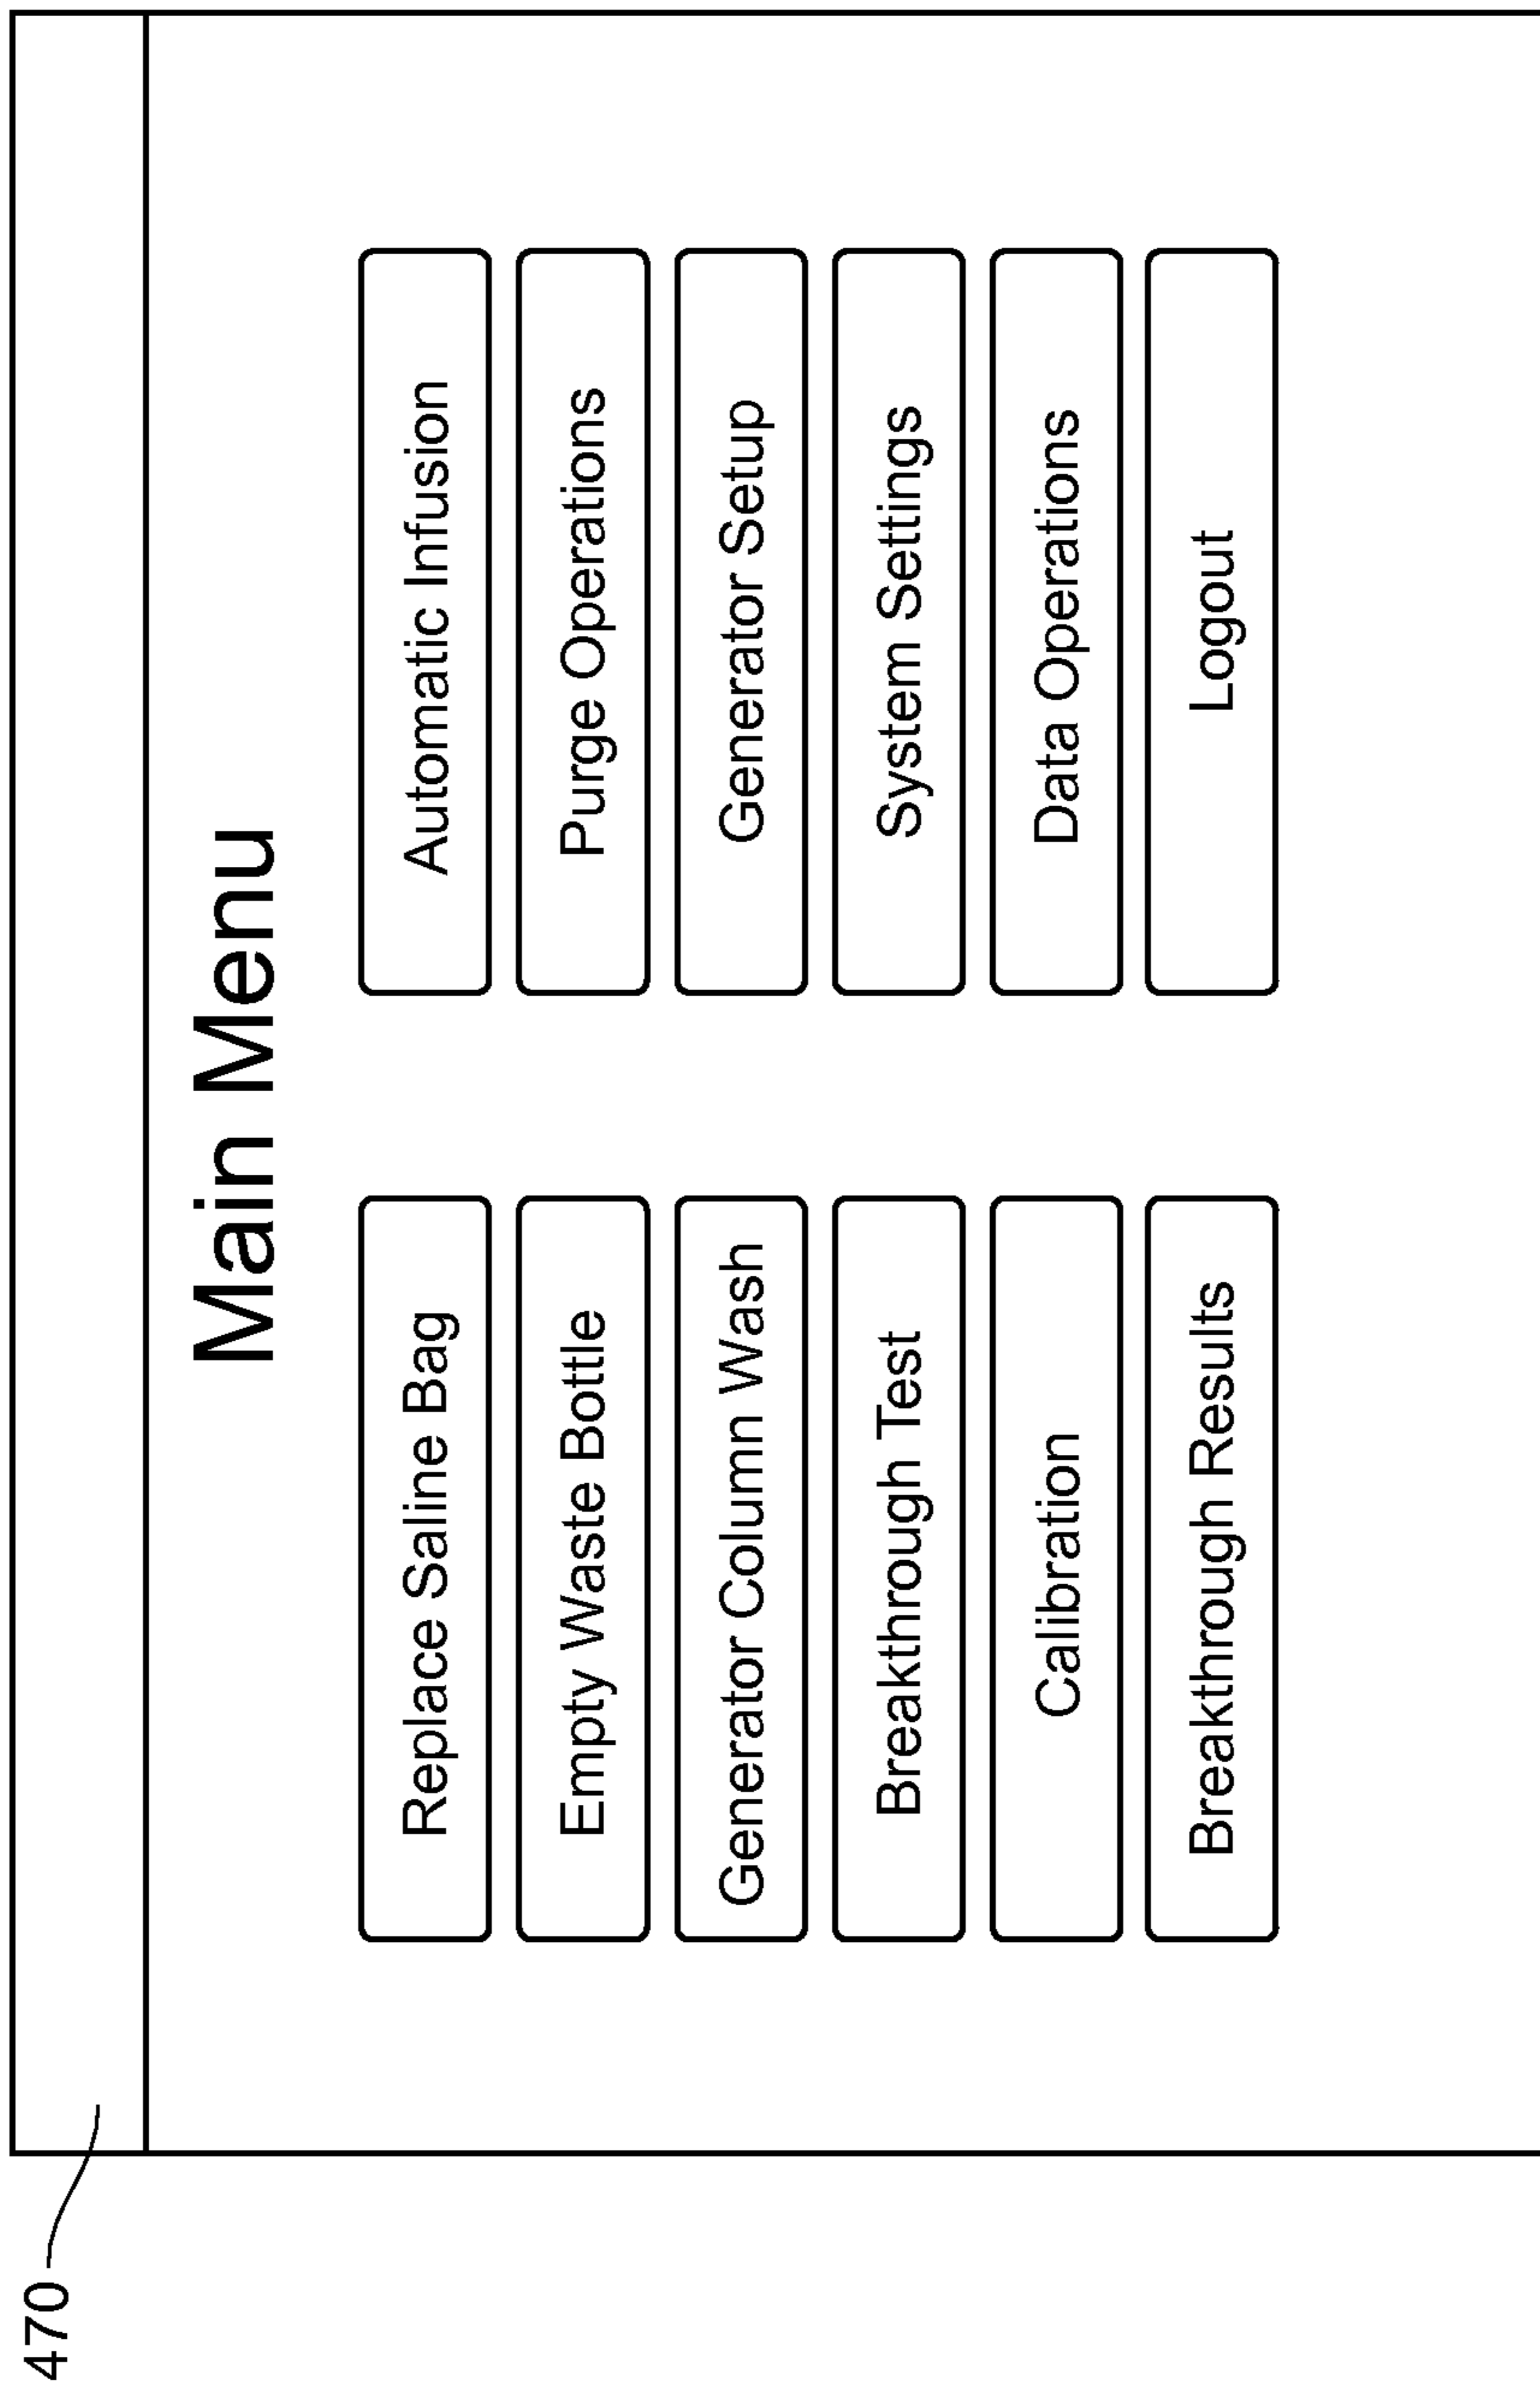 470
Main Menu
Replace Saline Bag
Automatic Infusion
Empty Waste Bottle
Purge Operations
Generator Column Wash
Generator Setup
Breakthrough Test
System Settings
Calibration
Data Operations
Breakthrough Results
Logout